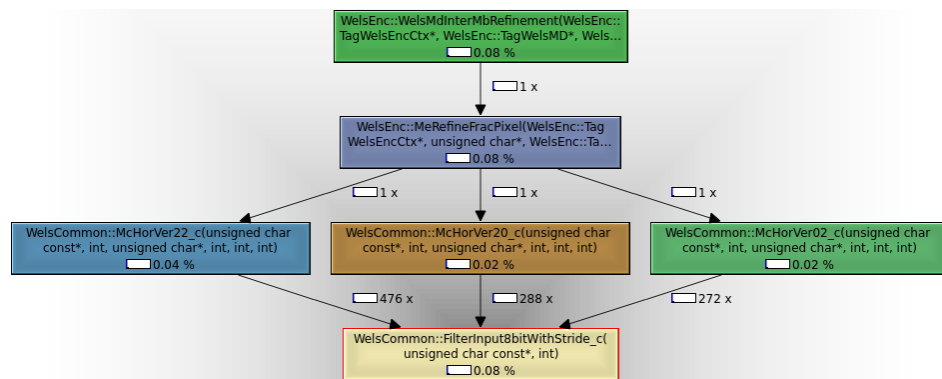 WelsEnc::WelsMdInterMbRefinement(WelsEnc::
TagWelsEncCtx*, WelsEnc::TagWelsMD*, Wels...
0.08 %
1 x
WelsEnc::MeRefineFracPixel(WelsEnc::Tag
WelsEncCtx*, unsigned char*, WelsEnc::Ta...
0.08 %
1 x
1 x
1 x
WelsCommon::McHorVer22_c(unsigned char
const*, int, unsigned char*, int, int, int)
0.04 %
WelsCommon::McHorVer20_c(unsigned char
const*, int, unsigned char*, int, int, int)
0.02 %
WelsCommon::McHorVer02_c(unsigned char
const*, int, unsigned char*, int, int, int)
0.02 %
476 x
288 x
272 x
WelsCommon::FilterInput8bitWithStride_c(
unsigned char const*, int)
0.08 %